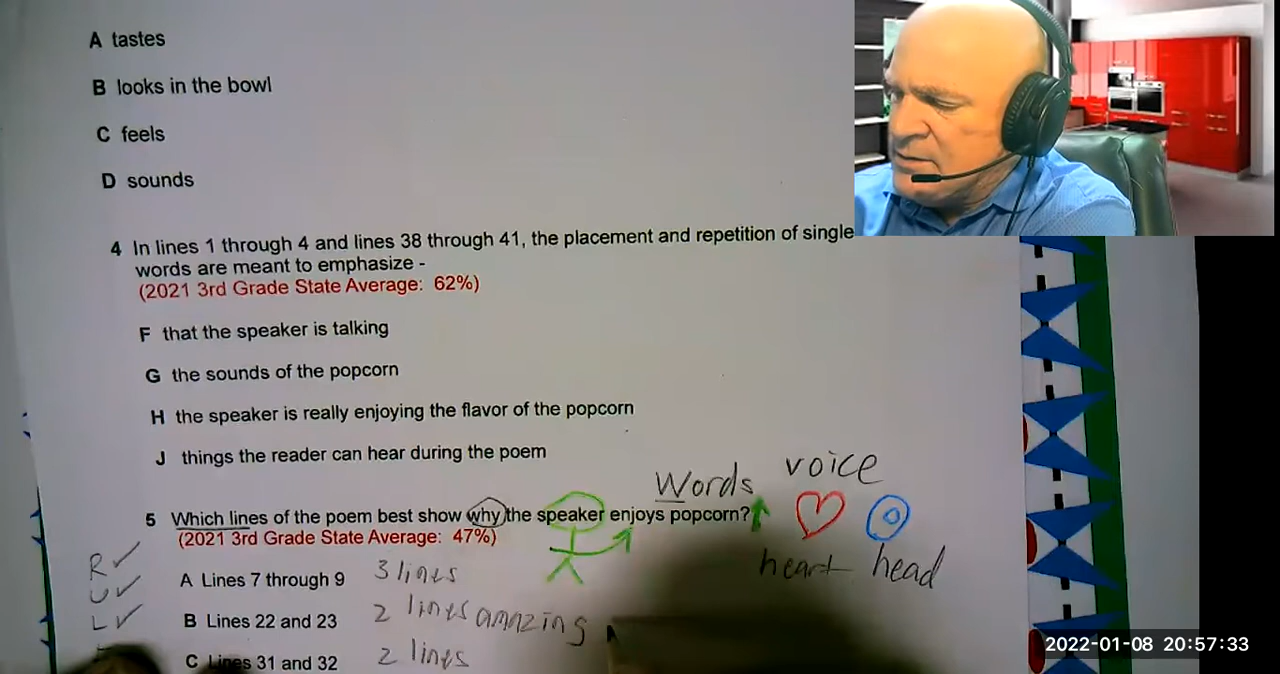 A tastes
B looks in the bowl
C feels
D sounds
4 In lines 1 through 4 and lines 38 through 41, the placement and repetition of single
words are meant to emphasize -
(2021 3rd Grade State Average: 62%)
F that the speaker is talking
G the sounds of the popcorn
H the speaker is really enjoying the flavor of the popcorn
J things the reader can hear during the poem
Words voice
5 Which lines of the poem best show why the speaker enjoys popcorn?
(2021 3rd Grade State Average: 47%)
heart head
R
U
L
A Lines 7 through 9 3 lines
B Lines 22 and 23 2 lines amazing
C Lines 31 and 32 2 lines
2022-01-08 20:57:33